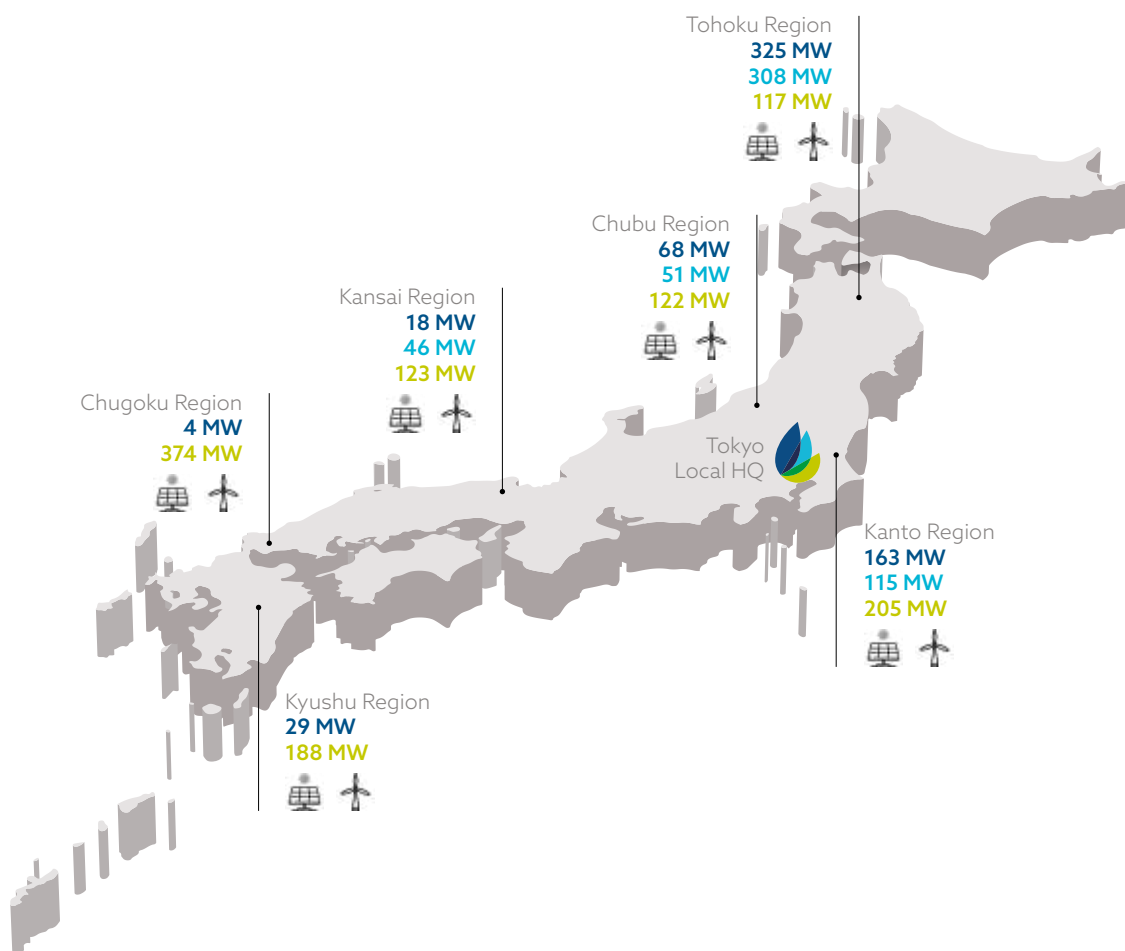 Tohoku Region
325 MW
308 MW
117 MW
Chubu Region
68 MW
51 MW
122 MW
Kansai Region
18 MW
46 MW
123 MW
Chugoku Region
4 MW
374 MW
Tokyo
Local HQ
Kanto Region
163 MW
115 MW
205 MW
Kyushu Region
29 MW
188 MW